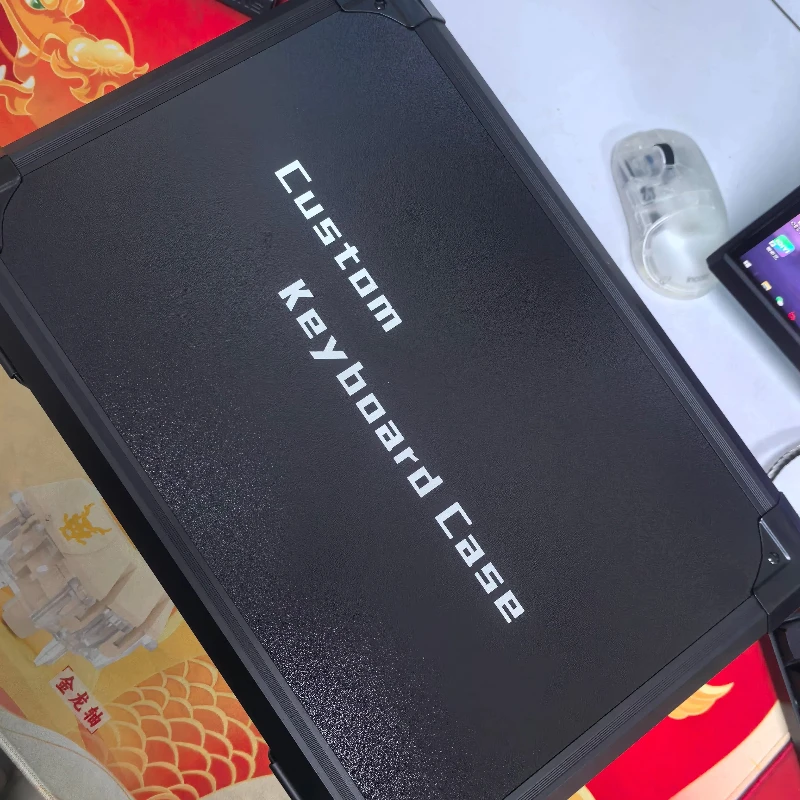 Custom
Keyboard Case
金龙轴